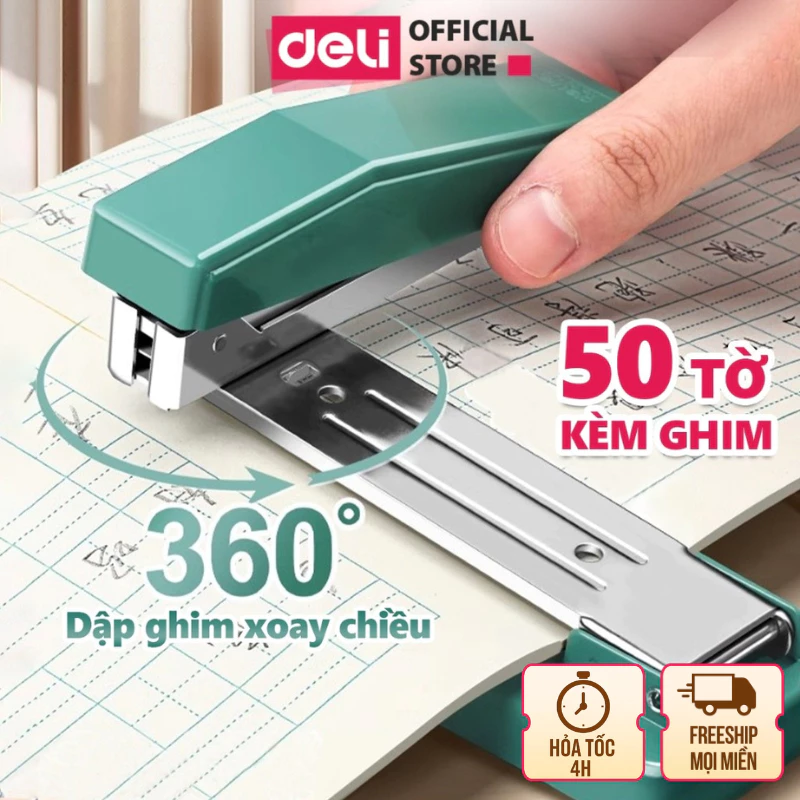 deli
OFFICIAL
STORE
50 TỜ
KÈM GHIM
360°
Dập ghim xoay chiều
HỎA TỐC
4H
FREESHIP
MỌI MIỀN